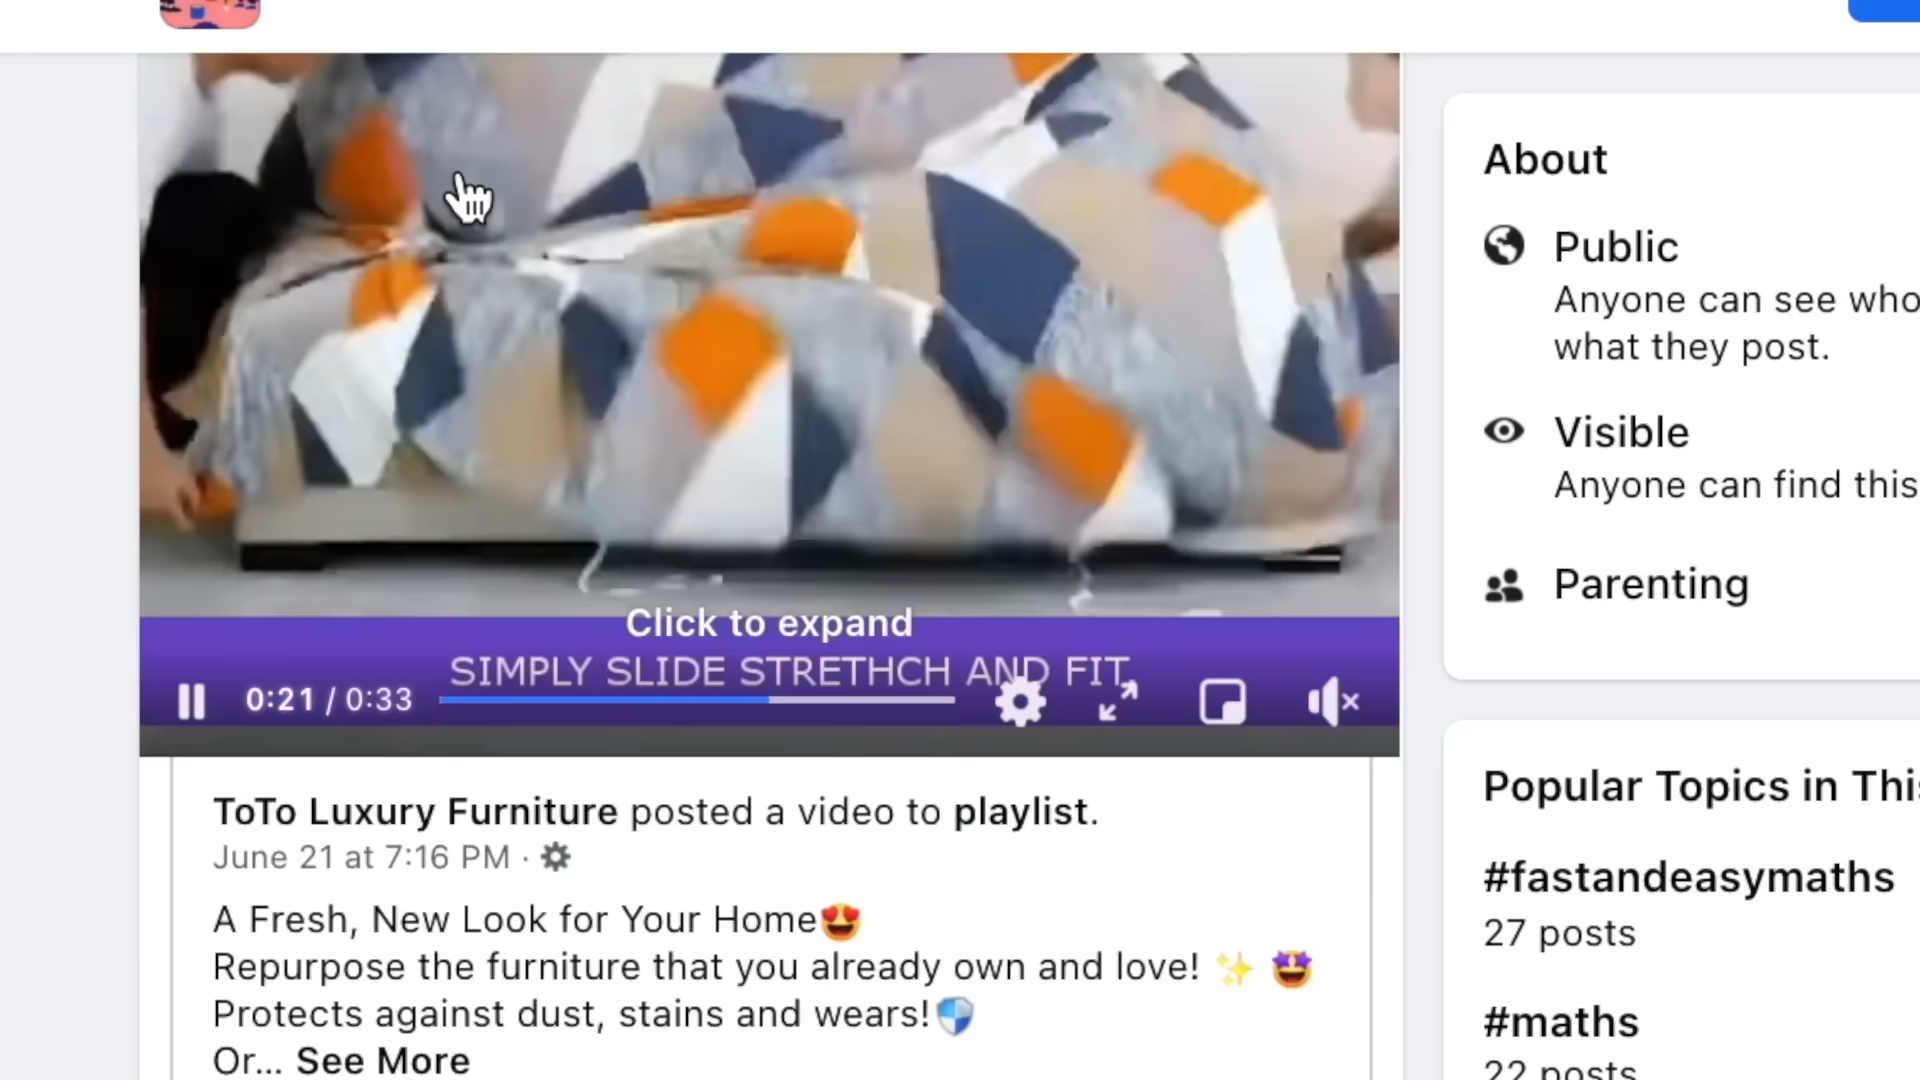 Click to expand
SIMPLY SLIDE STRETHCH AND FIT
0:21 / 0:33
ToTo Luxury Furniture posted a video to playlist.
June 21 at 7:16 PM ·
A Fresh, New Look for Your Home😍
Repurpose the furniture that you already own and love! ✨ 🤩
Protects against dust, stains and wears!🛡️
Or... See More
About
Public
Anyone can see who
what they post.
Visible
Anyone can find this
Parenting
Popular Topics in This
#fastandeasymaths
27 posts
#maths
22 posts